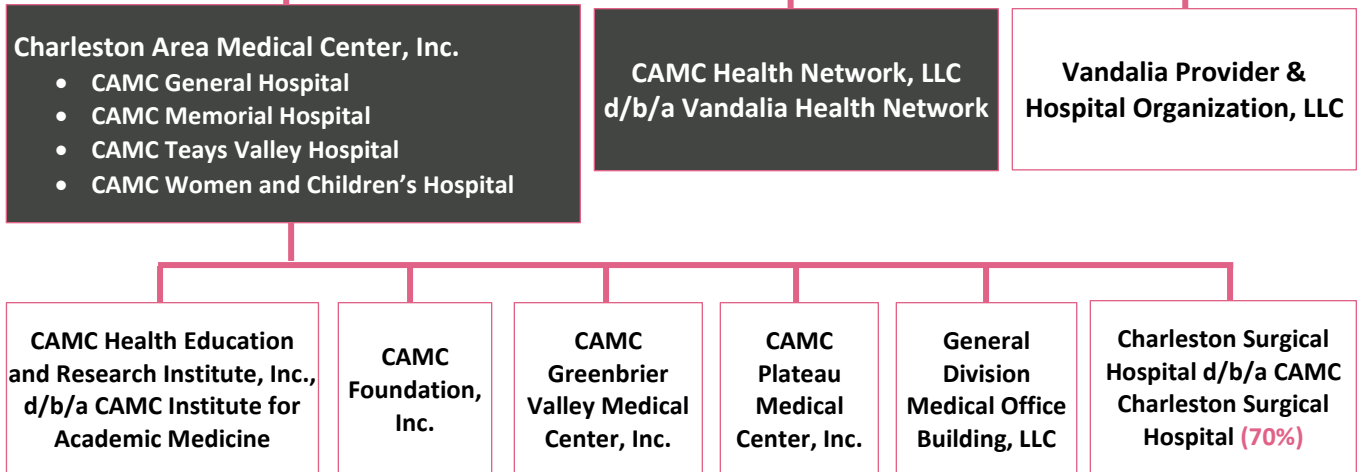 Charleston Area Medical Center, Inc.
• CAMC General Hospital
• CAMC Memorial Hospital
• CAMC Teays Valley Hospital
• CAMC Women and Children’s Hospital
CAMC Health Network, LLC
d/b/a Vandalia Health Network
Vandalia Provider &
Hospital Organization, LLC
CAMC Health Education
and Research Institute, Inc.,
d/b/a CAMC Institute for
Academic Medicine
CAMC
Foundation,
Inc.
CAMC
Greenbrier
Valley Medical
Center, Inc.
CAMC
Plateau
Medical
Center, Inc.
General
Division
Medical Office
Building, LLC
Charleston Surgical
Hospital d/b/a CAMC
Charleston Surgical
Hospital (70%)